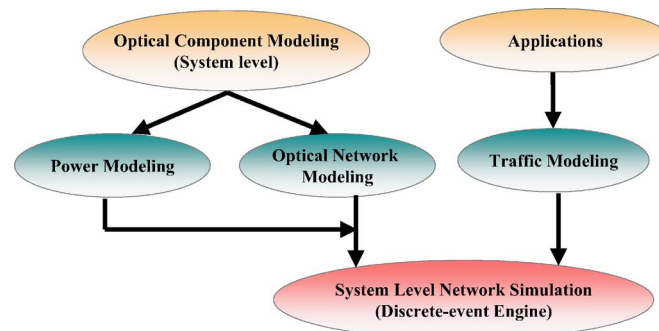 Optical Component Modeling
(System level)
Applications
Power Modeling
Optical Network
Modeling
Traffic Modeling
System Level Network Simulation
(Discrete-event Engine)